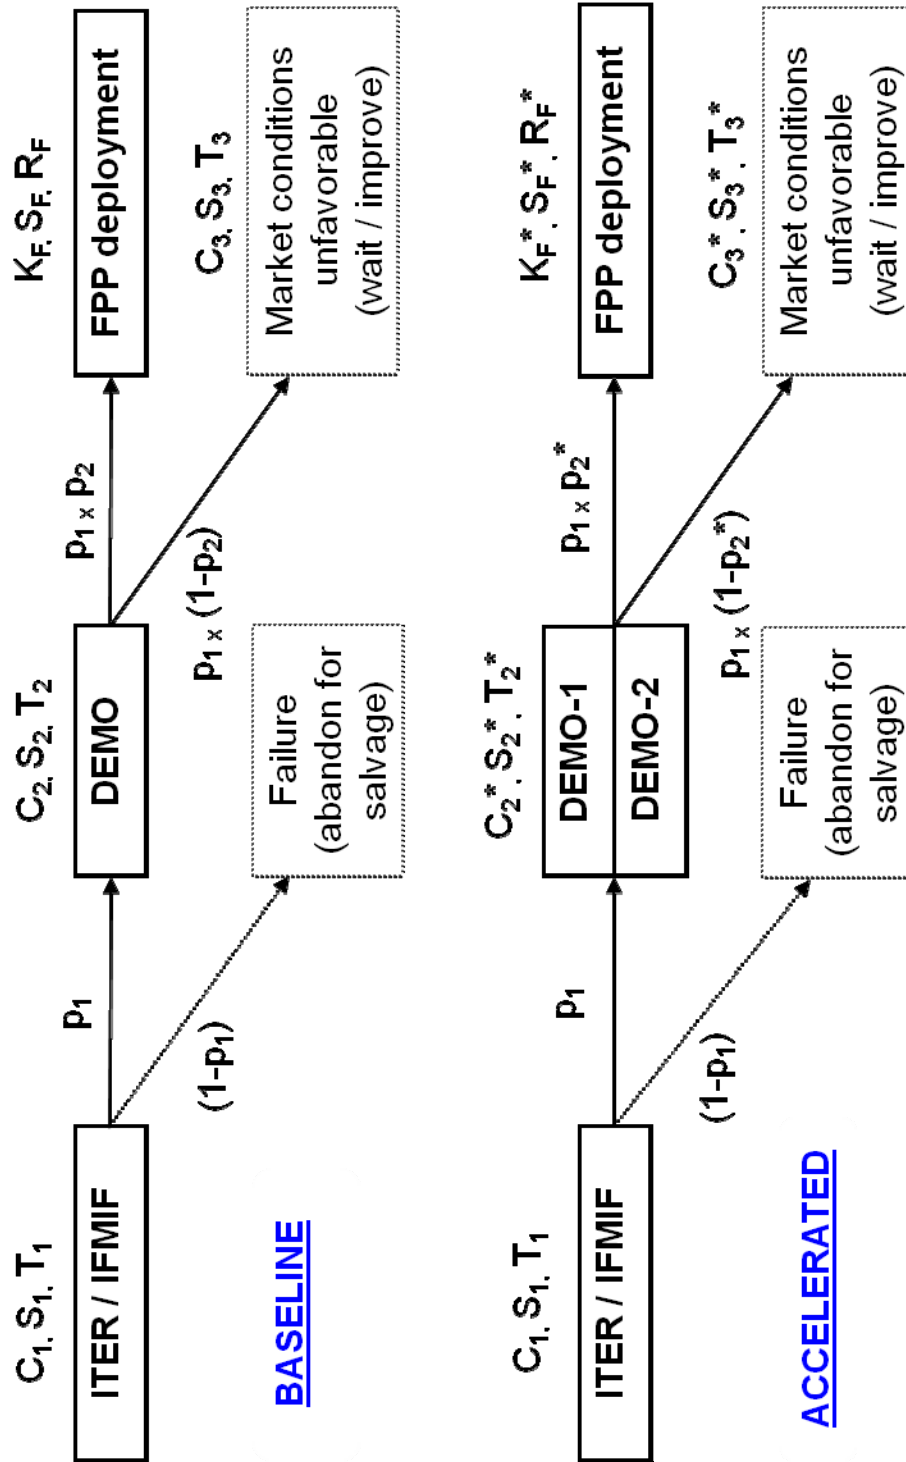 C1, S1, T1
ITER / IFMIF
BASELINE
p1
(1-p1)
C2, S2, T2
DEMO
Failure
(abandon for
salvage)
p1 x p2
p1 x (1-p2)
KF, SF, RF
FPP deployment
C3, S3, T3
Market conditions
unfavorable
(wait / improve)
C1, S1, T1
ITER / IFMIF
ACCELERATED
p1
(1-p1)
C2*, S2*, T2*
DEMO-1
DEMO-2
Failure
(abandon for
salvage)
p1 x p2*
p1 x (1-p2*)
KF*, SF*, RF*
FPP deployment
C3*, S3*, T3*
Market conditions
unfavorable
(wait / improve)